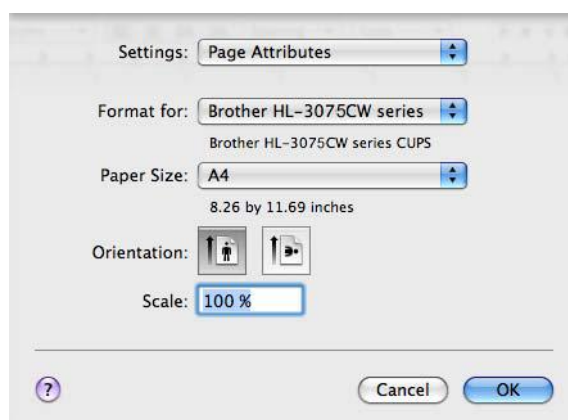 Settings: Page Attributes
Format for: Brother HL-3075CW series
Brother HL-3075CW series CUPS
Paper Size: A4
8.26 by 11.69 inches
Orientation:
Scale: 100 %
? Cancel OK